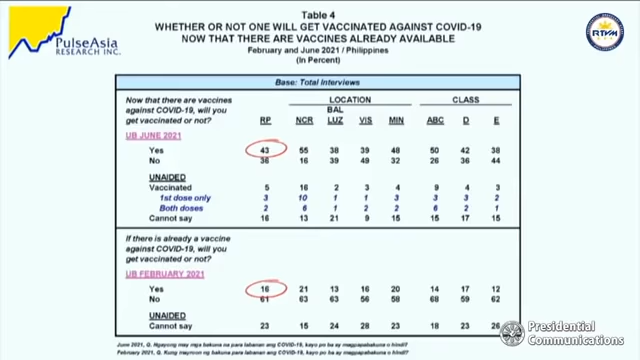 PulseAsia
RESEARCH INC.
RTVM
Table 4
WHETHER OR NOT ONE WILL GET VACCINATED AGAINST COVID-19
NOW THAT THERE ARE VACCINES ALREADY AVAILABLE
February and June 2021 / Philippines
(In Percent)
Base: Total Interviews
Now that there are vaccines LOCATION CLASS
against COVID-19, will you BAL
get vaccinated or not? RP NCR LUZ VIS MIN ABC D E
UB JUNE 2021
Yes 43 55 38 39 48 50 42 38
No 36 16 39 49 32 26 36 44
UNAIDED
Vaccinated 5 16 2 3 4 9 4 3
1st dose only 3 10 1 1 3 3 3 2
Both doses 2 6 1 2 2 6 2 1
Cannot say 16 13 21 9 15 15 17 15
If there is already a vaccine
against COVID-19, will you
get vaccinated or not?
UB FEBRUARY 2021
Yes 16 21 13 16 20 14 17 12
No 61 63 63 56 58 68 59 62
UNAIDED
Cannot say 23 15 24 28 23 18 23 26
June 2021, Q. Ngayong may mga bakuna na para labanan ang COVID-19, kayo po ba ay magpapabakuna o hindi?
February 2021, Q. Kung mayroon ng bakuna para labanan ang COVID-19, kayo po ba ay magpapabakuna o hindi?
Presidential
Communications